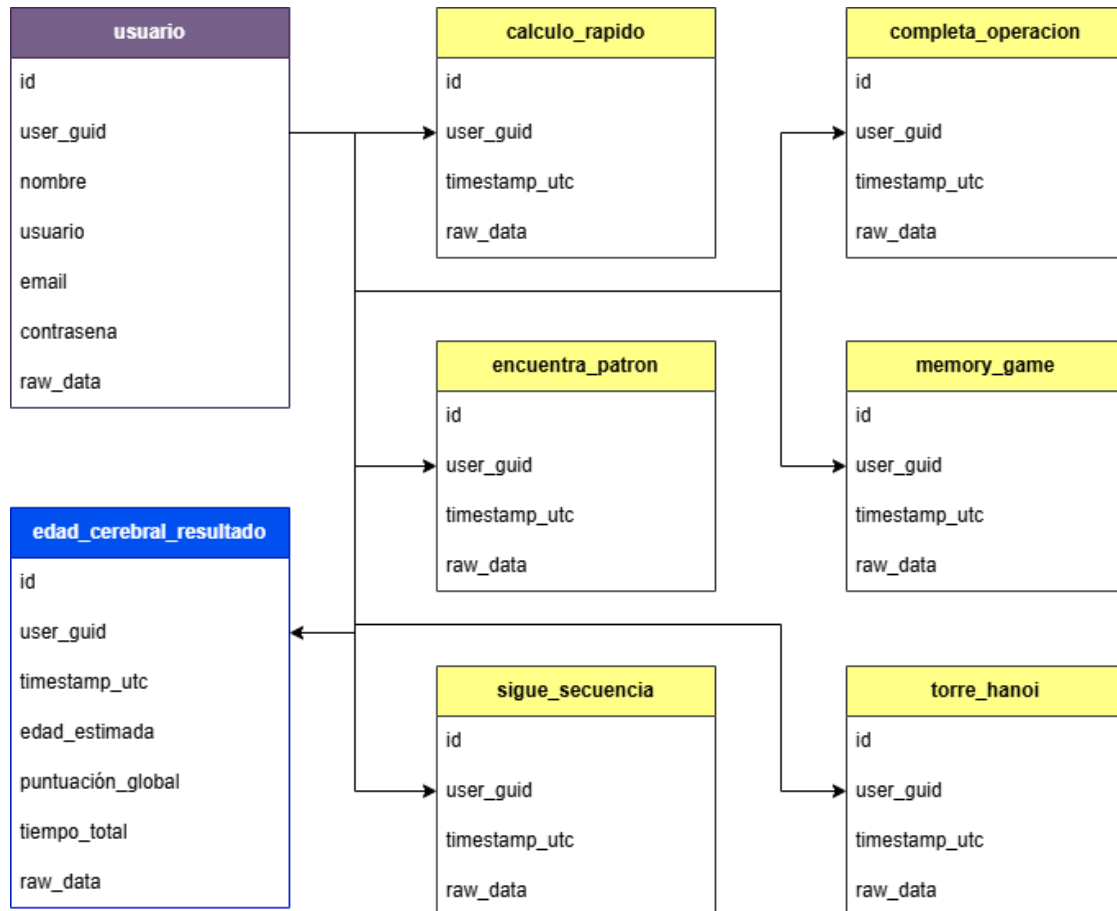 usuario
id
user_guid
nombre
usuario
email
contrasena
raw_data
calculo_rapido
id
user_guid
timestamp_utc
raw_data
completa_operacion
id
user_guid
timestamp_utc
raw_data
encuentra_patron
id
user_guid
timestamp_utc
raw_data
memory_game
id
user_guid
timestamp_utc
raw_data
edad_cerebral_resultado
id
user_guid
timestamp_utc
edad_estimada
puntuación_global
tiempo_total
raw_data
sigue_secuencia
id
user_guid
timestamp_utc
raw_data
torre_hanoi
id
user_guid
timestamp_utc
raw_data